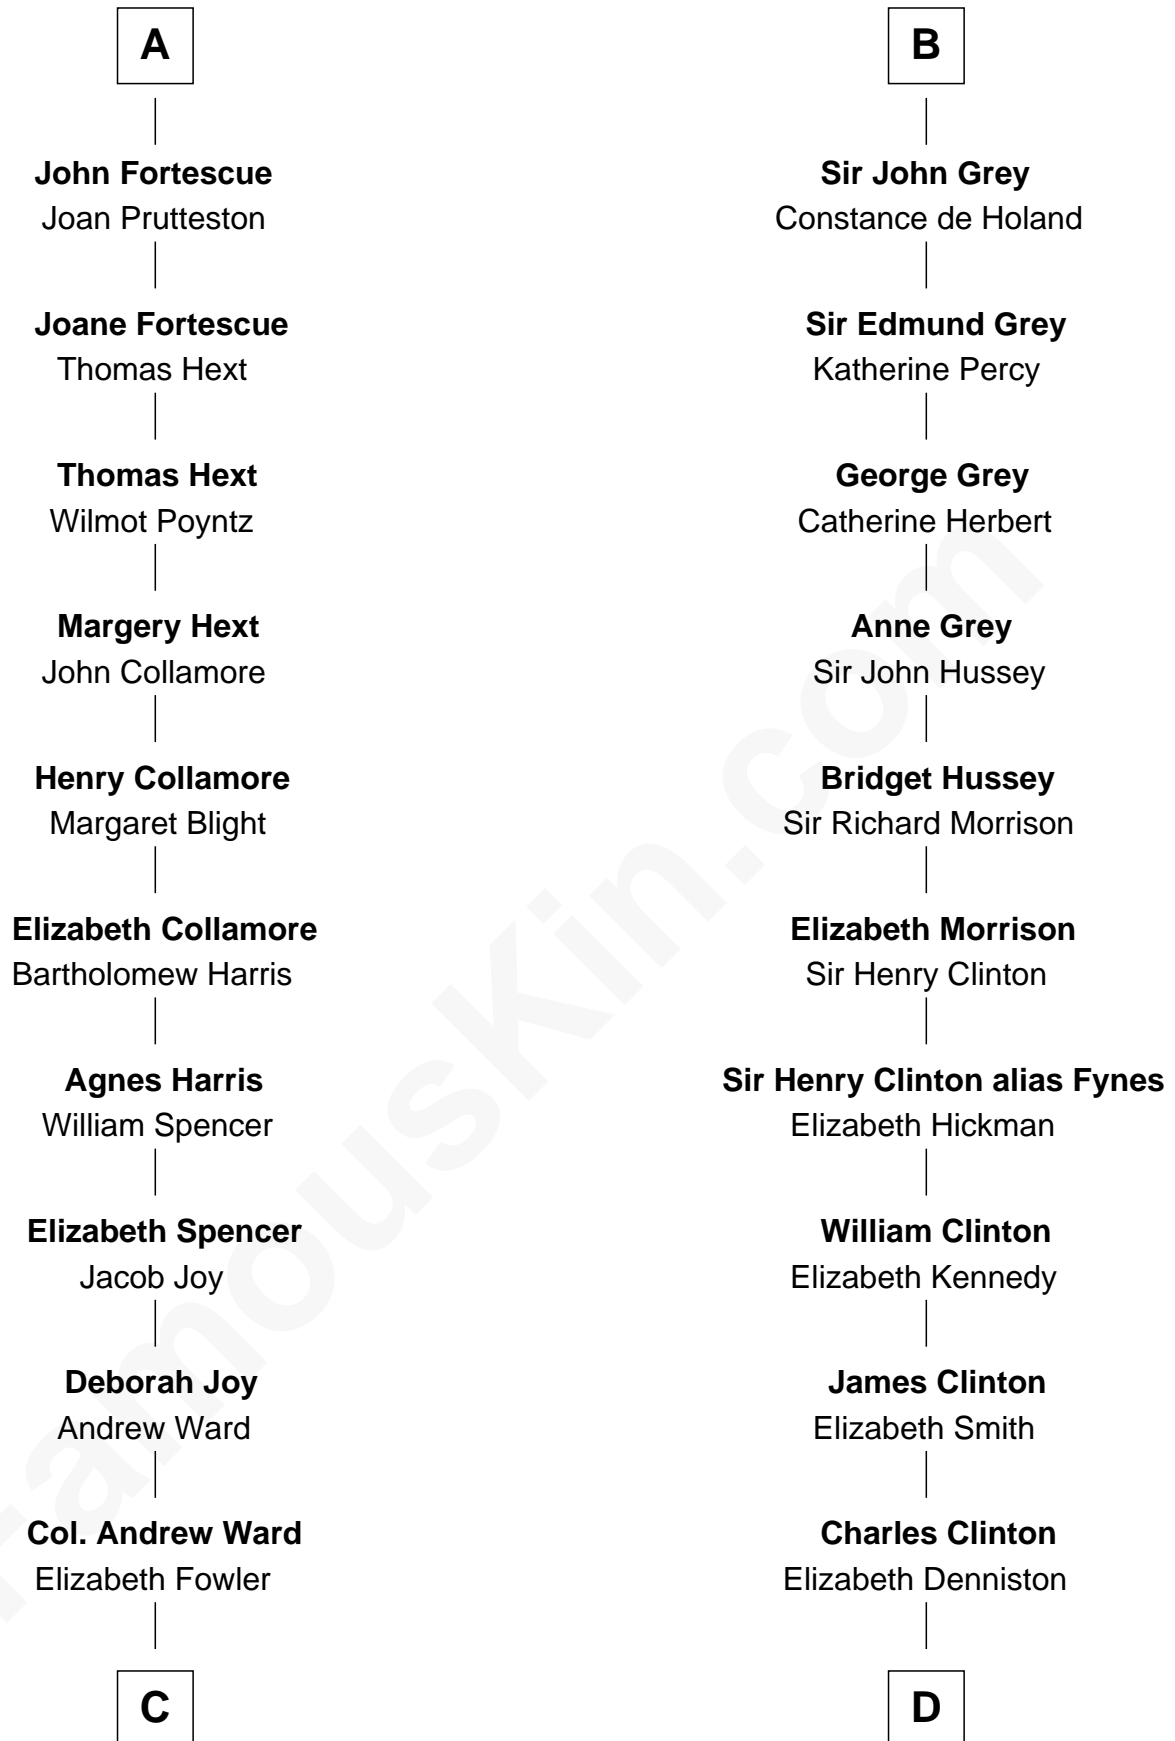 A
John Fortescue
Joan Prutteston
Joane Fortescue
Thomas Hext
Thomas Hext
Wilmot Poyntz
Margery Hext
John Collamore
Henry Collamore
Margaret Blight
Elizabeth Collamore
Bartholomew Harris
Agnes Harris
William Spencer
Elizabeth Spencer
Jacob Joy
Deborah Joy
Andrew Ward
Col. Andrew Ward
Elizabeth Fowler
C
B
Sir John Grey
Constance de Holand
Sir Edmund Grey
Katherine Percy
George Grey
Catherine Herbert
Anne Grey
Sir John Hussey
Bridget Hussey
Sir Richard Morrison
Elizabeth Morrison
Sir Henry Clinton
Sir Henry Clinton alias Fynes
Elizabeth Hickman
William Clinton
Elizabeth Kennedy
James Clinton
Elizabeth Smith
Charles Clinton
Elizabeth Denniston
D
FamousKin.com